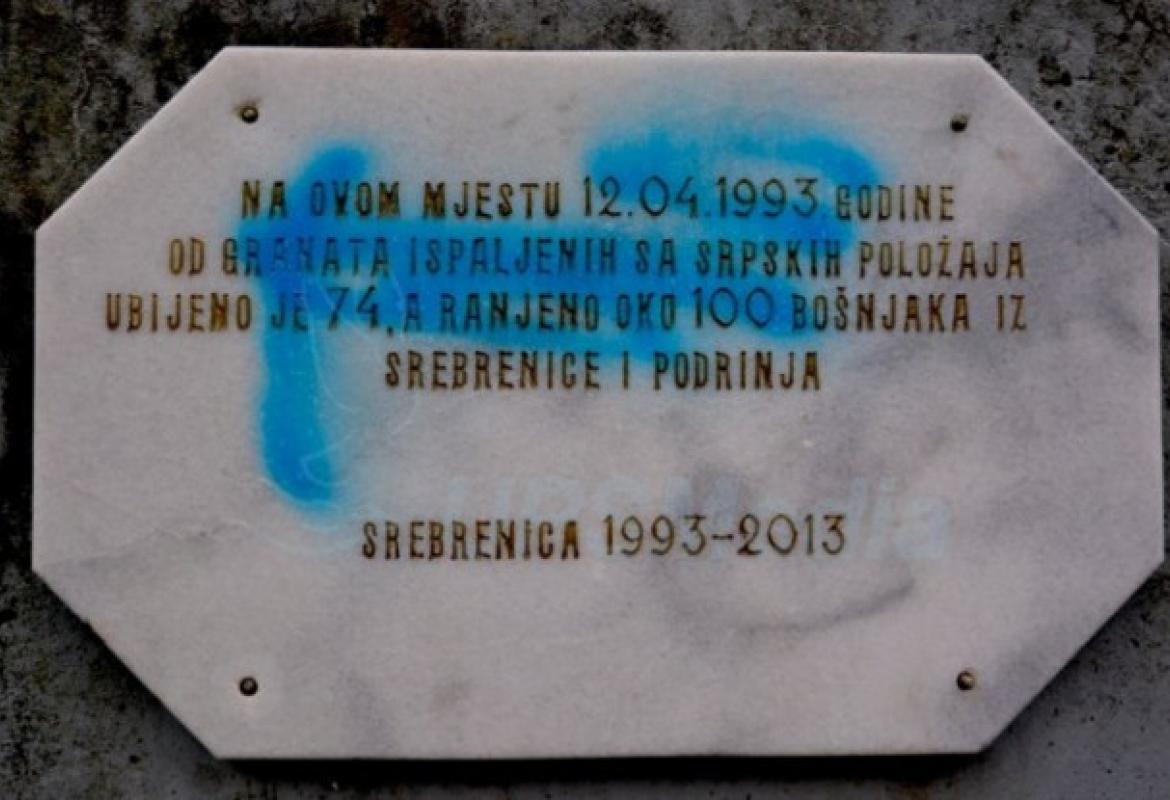 NA OVOM MJESTU 12.04.1993. GODINE
OD GRANATA ISPALJENIH SA SRPSKIH POLOŽAJA
UBIJENO JE 74, A RANJENO OKO 100 BOŠNJAKA IZ
SREBRENICE I PODRINJA
SREBRENICA 1993-2013